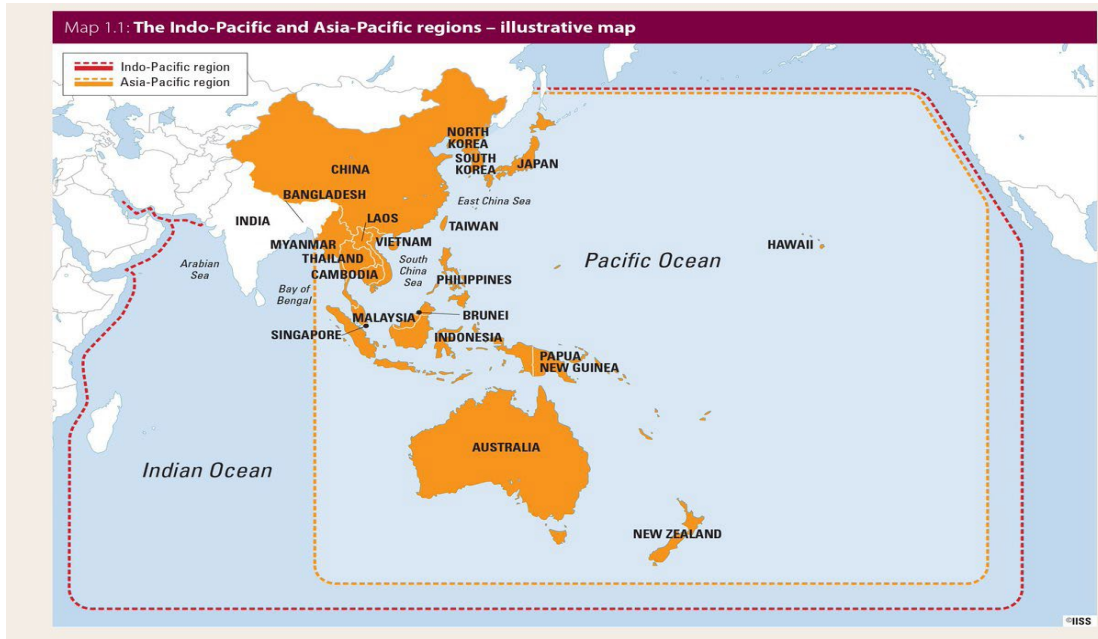 Map 1.1: The Indo-Pacific and Asia-Pacific regions – illustrative map
Indo-Pacific region
Asia-Pacific region
NORTH
KOREA
SOUTH
KOREA
JAPAN
CHINA
East China Sea
BANGLADESH
INDIA
LAOS
TAIWAN
MYANMAR
VIETNAM
THAILAND
CAMBODIA
HAWAII
Arabian
Sea
South
China
Sea
Pacific Ocean
Bay of
Bengal
PHILIPPINES
MALAYSIA
BRUNEI
SINGAPORE
INDONESIA
PAPUA
NEW GUINEA
AUSTRALIA
Indian Ocean
NEW ZEALAND
©IISS